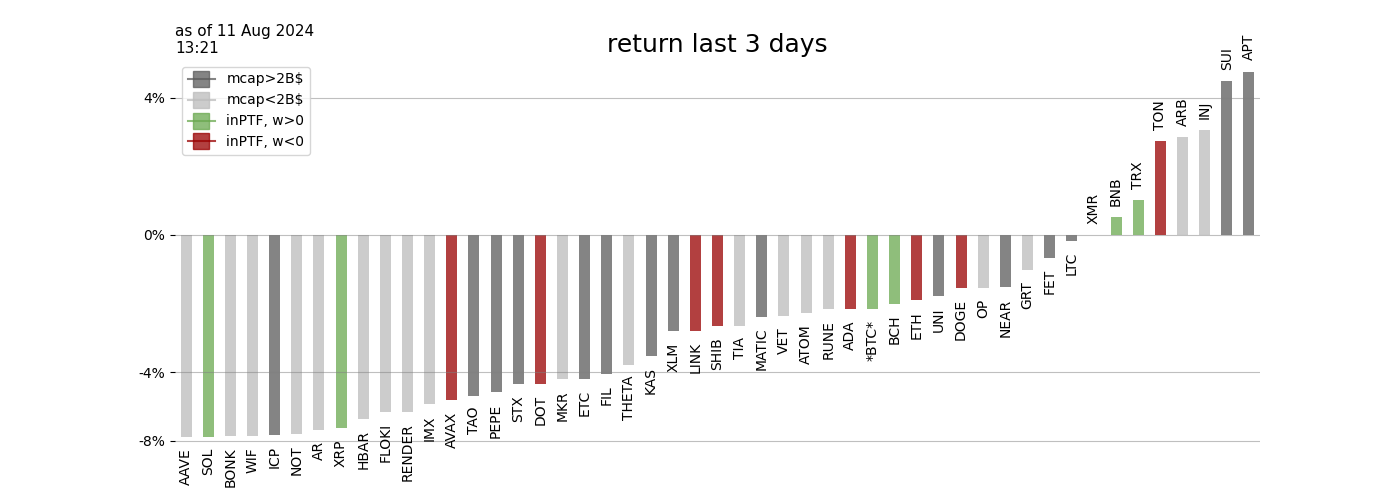 as of 11 Aug 2024
13:21
return last 3 days
mcap>2B$
mcap<2B$
inPTF, w>0
inPTF, w<0
4%
0%
-4%
-8%
AAVE
SOL
BONK
WIF
ICP
NOT
AR
XRP
HBAR
FLOKI
RENDER
IMX
AVAX
TAO
PEPE
STX
DOT
MKR
ETC
FIL
THETA
KAS
XLM
LINK
SHIB
TIA
MATIC
VET
ATOM
RUNE
ADA
*BTC*
BCH
ETH
UNI
DOGE
OP
NEAR
GRT
FET
LTC
XMR
BNB
TRX
TON
ARB
INJ
SUI
APT